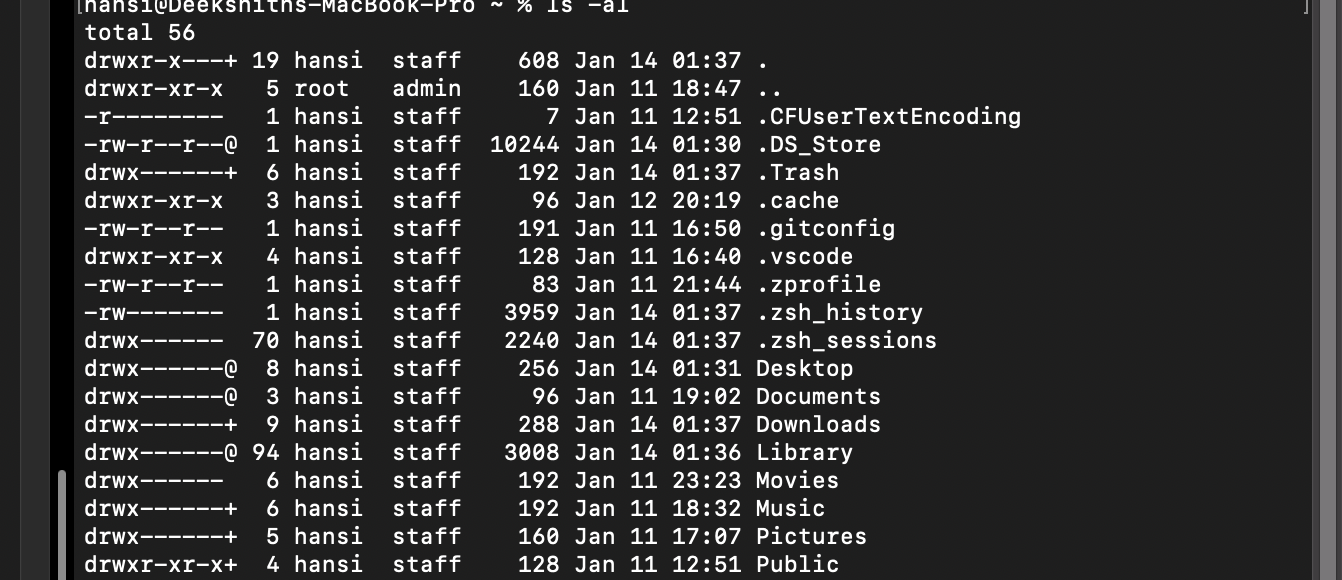 [hansi@Deekshiths-MacBook-Pro ~ % ls -al ]
total 56
drwxr-x---+ 19 hansi  staff    608 Jan 14 01:37 .
drwxr-xr-x   5 root   admin    160 Jan 11 18:47 ..
-r--------   1 hansi  staff      7 Jan 11 12:51 .CFUserTextEncoding
-rw-r--r--@  1 hansi  staff  10244 Jan 14 01:30 .DS_Store
drwx------+  6 hansi  staff    192 Jan 14 01:37 .Trash
drwxr-xr-x   3 hansi  staff     96 Jan 12 20:19 .cache
-rw-r--r--   1 hansi  staff    191 Jan 11 16:50 .gitconfig
drwxr-xr-x   4 hansi  staff    128 Jan 11 16:40 .vscode
-rw-r--r--   1 hansi  staff     83 Jan 11 21:44 .zprofile
-rw-------   1 hansi  staff   3959 Jan 14 01:37 .zsh_history
drwx------  70 hansi  staff   2240 Jan 14 01:37 .zsh_sessions
drwx------@  8 hansi  staff    256 Jan 14 01:31 Desktop
drwx------@  3 hansi  staff     96 Jan 11 19:02 Documents
drwx------+  9 hansi  staff    288 Jan 14 01:37 Downloads
drwx------@ 94 hansi  staff   3008 Jan 14 01:36 Library
drwx------   6 hansi  staff    192 Jan 11 23:23 Movies
drwx------+  6 hansi  staff    192 Jan 11 18:32 Music
drwx------+  5 hansi  staff    160 Jan 11 17:07 Pictures
drwxr-xr-x+  4 hansi  staff    128 Jan 11 12:51 Public